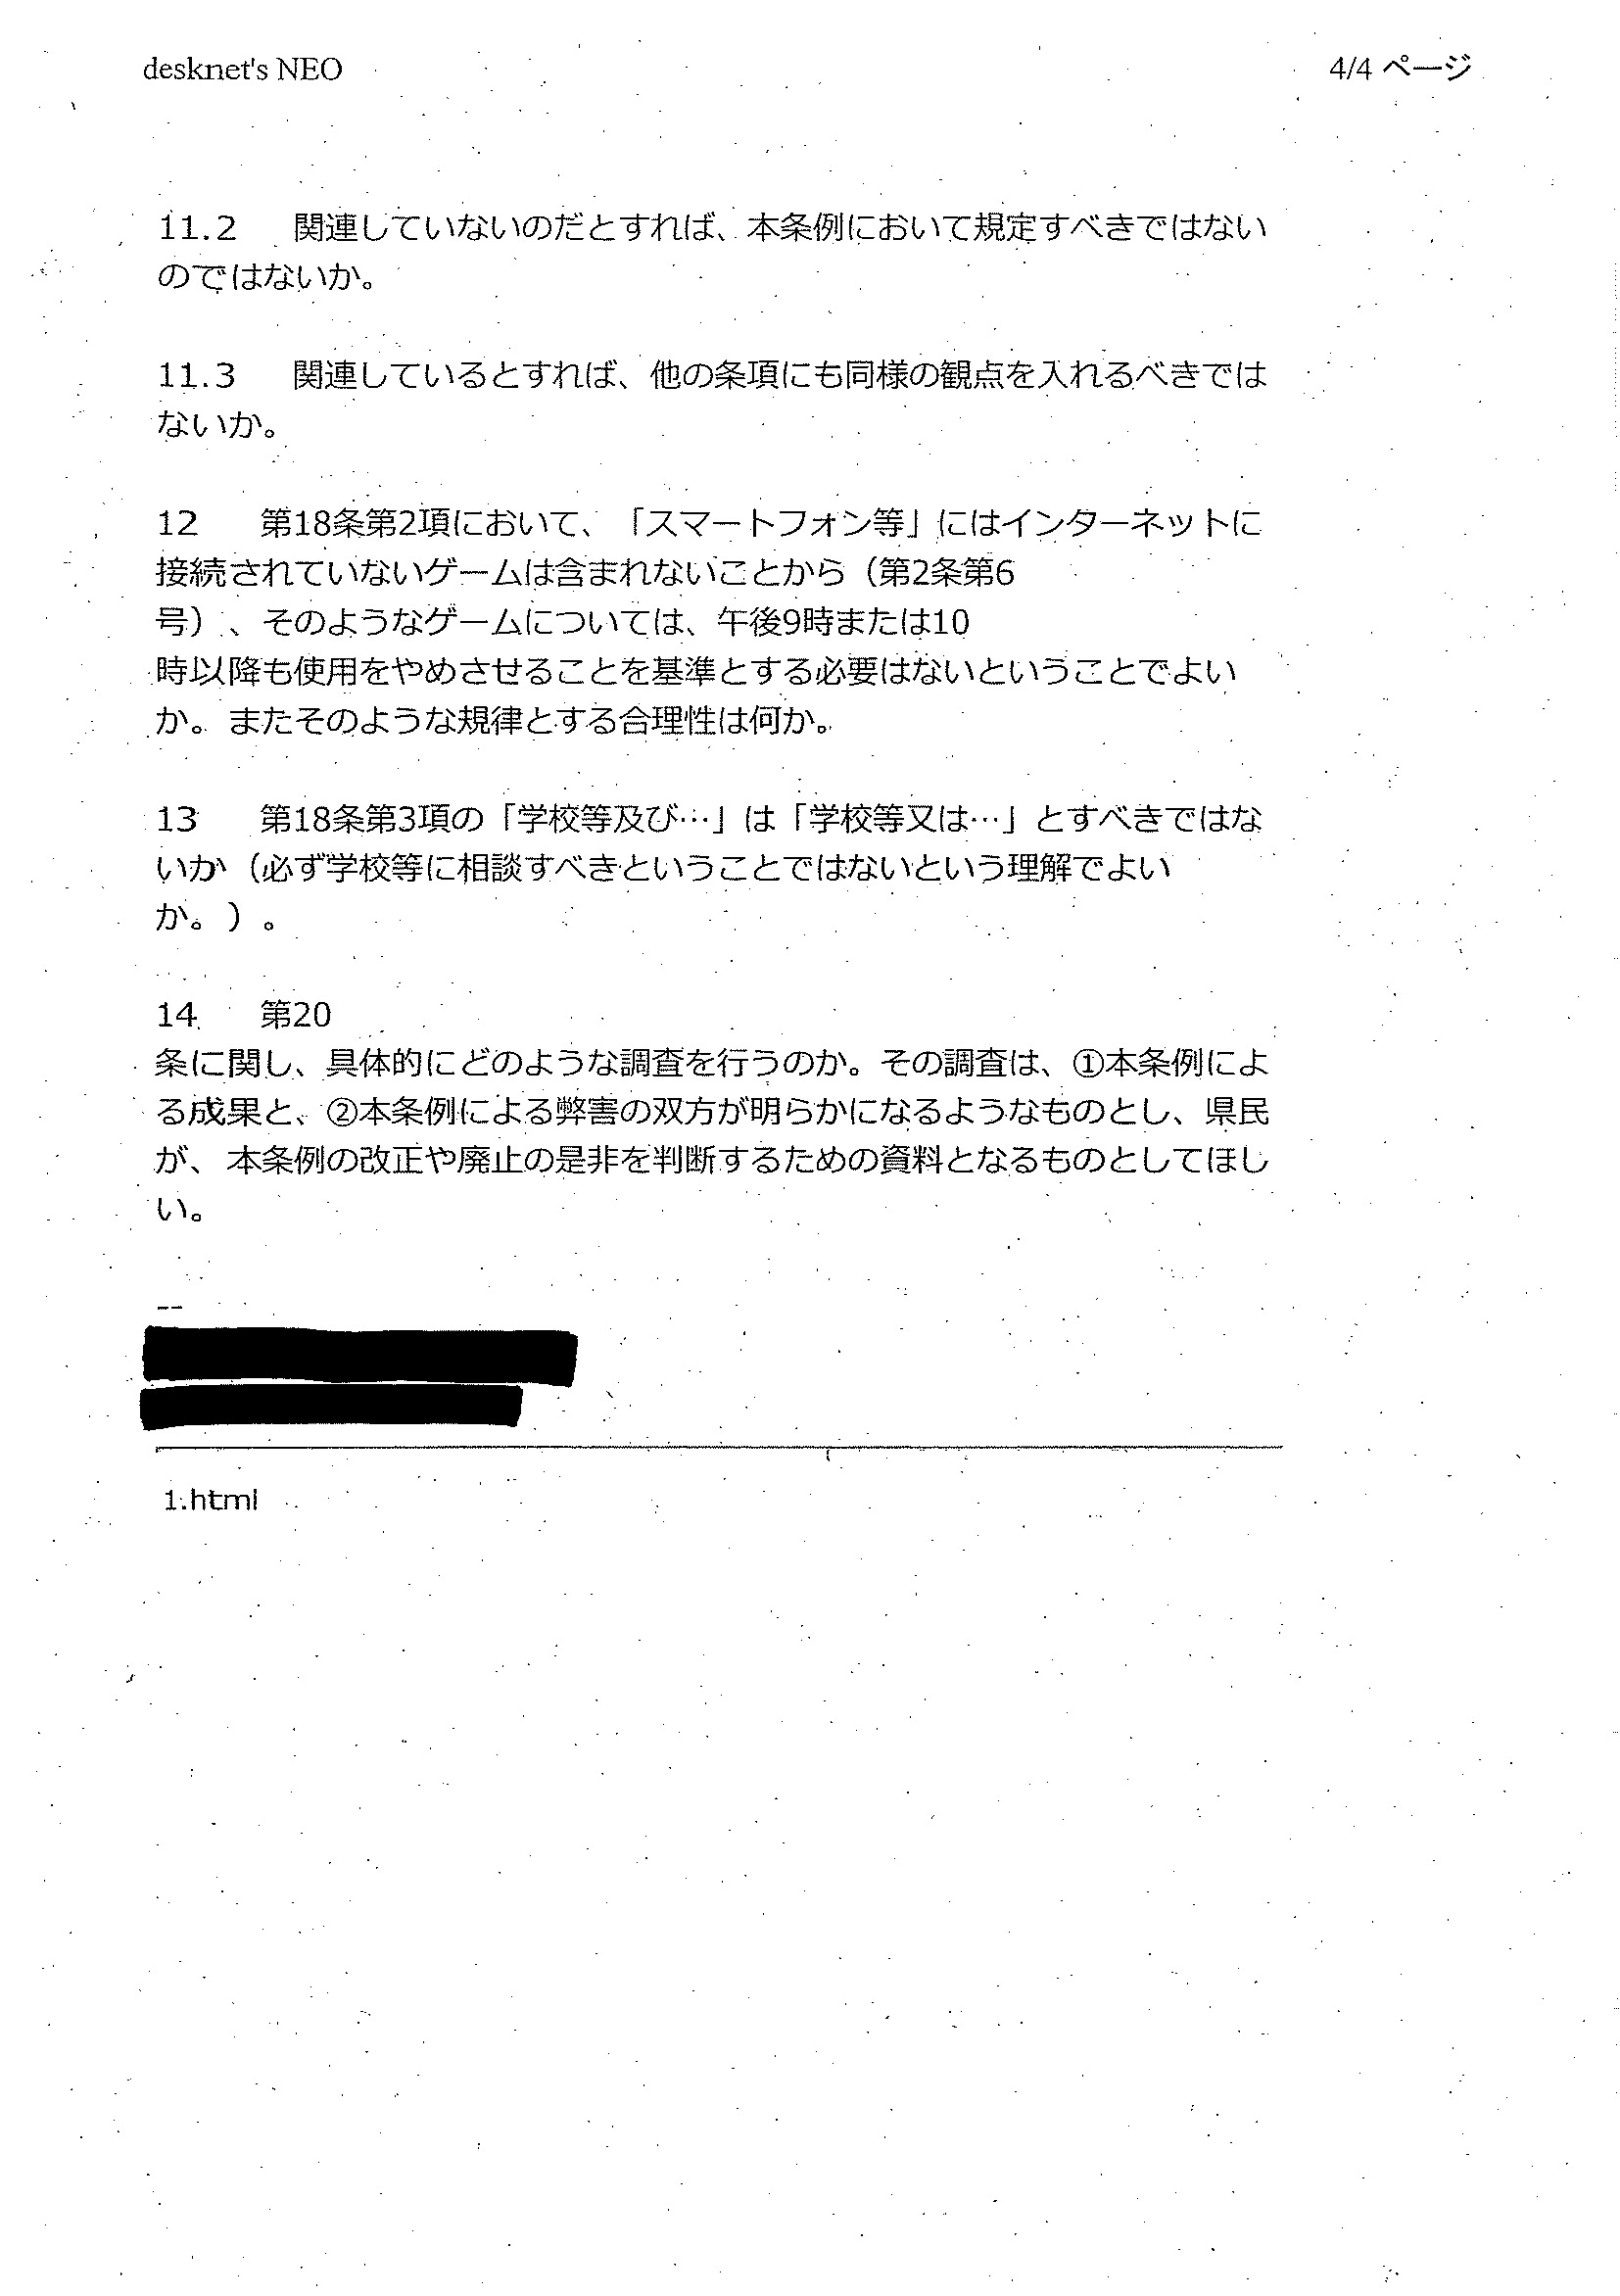 desknet's NEO 4/4 ページ
11.2 関連していないのだとすれば、本条例において規定すべきではない
のではないか。
11.3 関連しているとすれば、他の条項にも同様の観点を入れるべきでは
ないか。
12 第18条第2項において、「スマートフォン等」にはインターネットに
接続されていないゲームは含まれないことから（第2条第6
号）、そのようなゲームについては、午後9時または10
時以降も使用をやめさせることを基準とする必要はないということでよい
か。またそのような規律とする合理性は何か。
13 第18条第3項の「学校等及び…」は「学校等又は…」とすべきではな
いか（必ず学校等に相談すべきということではないという理解でよい
か。）。
14 第20
条に関し、具体的にどのような調査を行うのか。その調査は、①本条例によ
る成果と、②本条例による弊害の双方が明らかになるようなものとし、県民
が、本条例の改正や廃止の是非を判断するための資料となるものとしてほし
い。
--
1.html